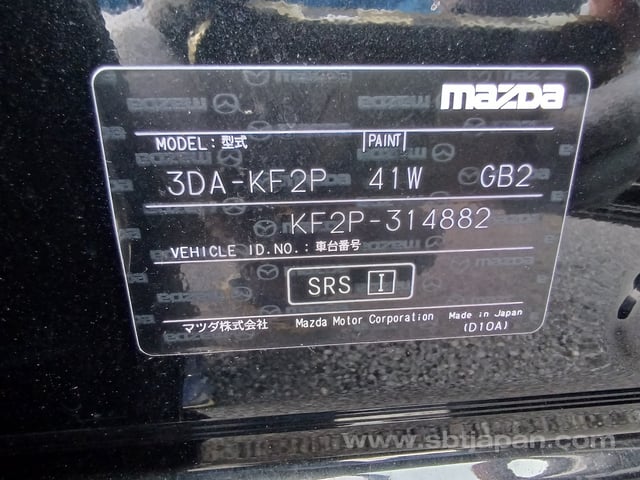 mazda
MODEL : 型式 PAINT
3DA-KF2P 41W GB2
KF2P-314882
VEHICLE ID.NO. : 車台番号
SRS I
マツダ株式会社 Mazda Motor Corporation Made in Japan
(D10A)
www.sbtjapan.com